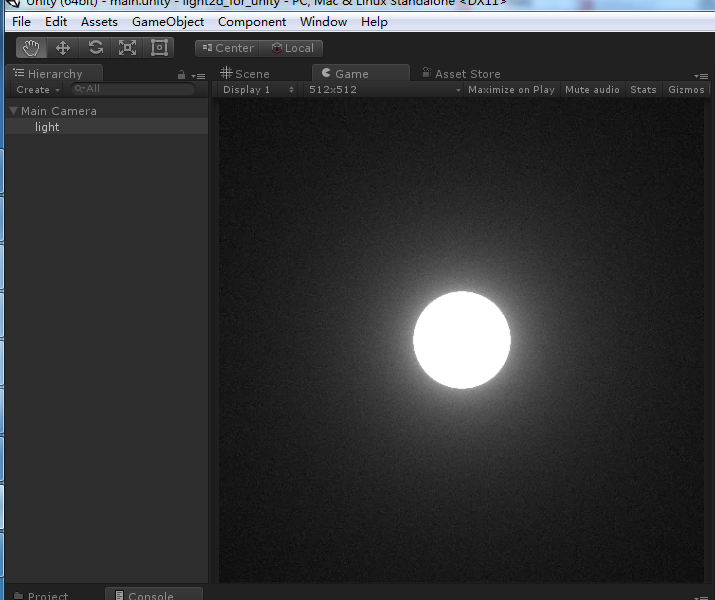 Unity (64bit) - main.unity - light2d_for_unity - PC, Mac & Linux Standalone <DX11>
File Edit Assets GameObject Component Window Help
Center Local
Hierarchy Scene Game Asset Store
Create All Display 1 512x512 Maximize on Play Mute audio Stats Gizmos
Main Camera
light
Project Console